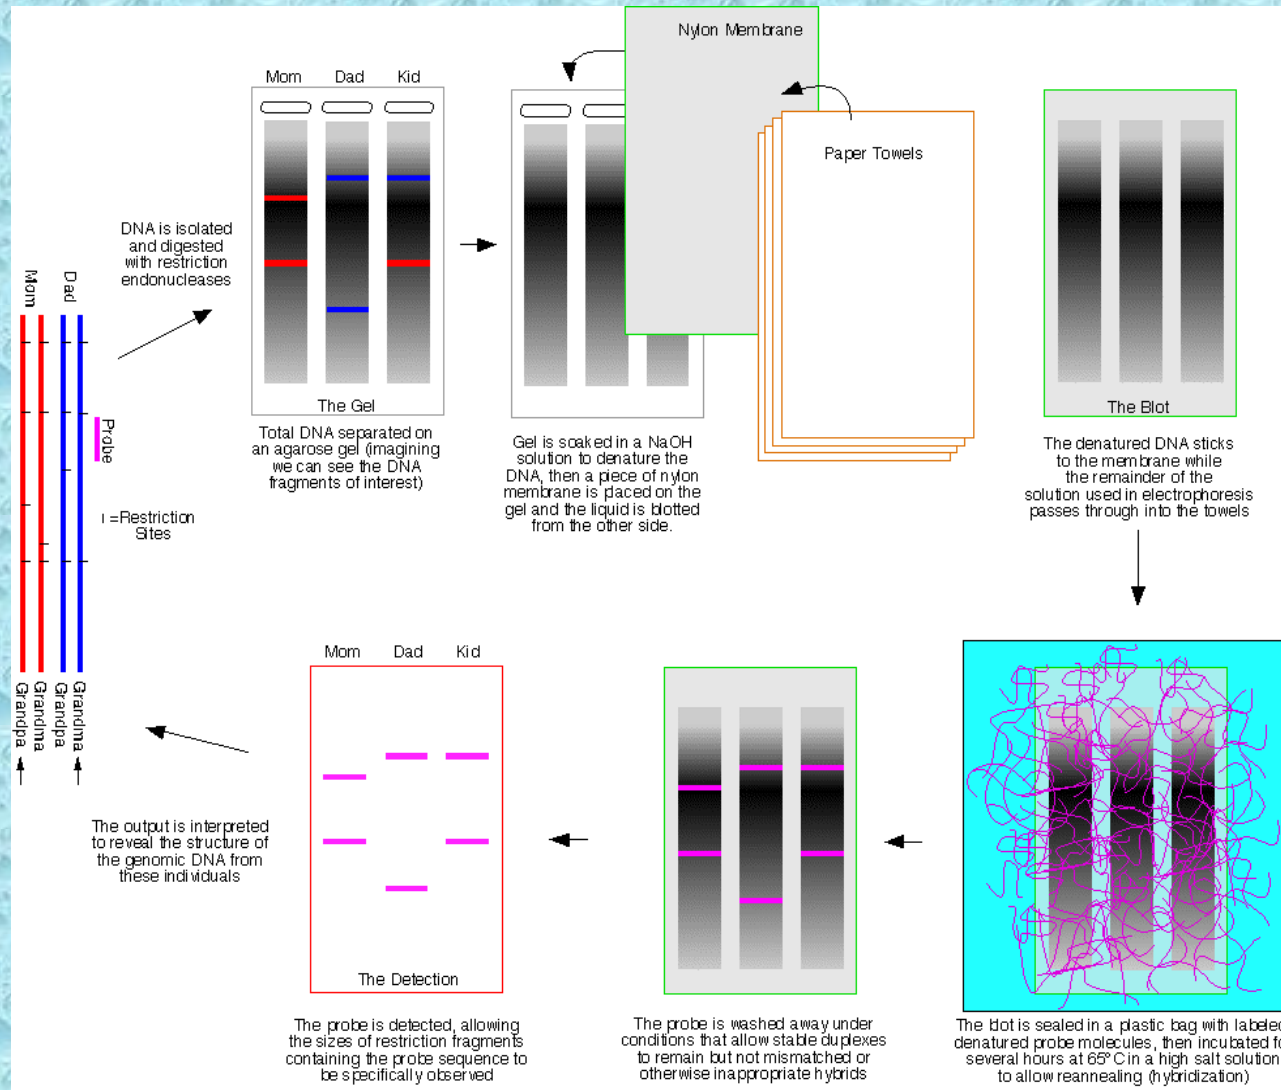 Mom
Dad
Probe
ı =Restriction
Sites
Grandpa
Grandma
Grandpa
Grandma
DNA is isolated
and digested
with restriction
endonucleases
Mom Dad Kid
The Gel
Total DNA separated on
an agarose gel (imagining
we can see the DNA
fragments of interest)
Nylon Membrane
Paper Towels
Gel is soaked in a NaOH
solution to denature the
DNA, then a piece of nylon
membrane is placed on the
gel and the liquid is blotted
from the other side.
The Blot
The denatured DNA sticks
to the membrane while
the remainder of the
solution used in electrophoresis
passes through into the towels
The blot is sealed in a plastic bag with labeled
denatured probe molecules, then incubated fo
several hours at 65°C in a high salt solution
to allow reannealing (hybridization)
The probe is washed away under
conditions that allow stable duplexes
to remain but not mismatched or
otherwise inappropriate hybrids
Mom Dad Kid
The Detection
The probe is detected, allowing
the sizes of restriction fragments
containing the probe sequence to
be specifically observed
The output is interpreted
to reveal the structure of
the genomic DNA from
these individuals